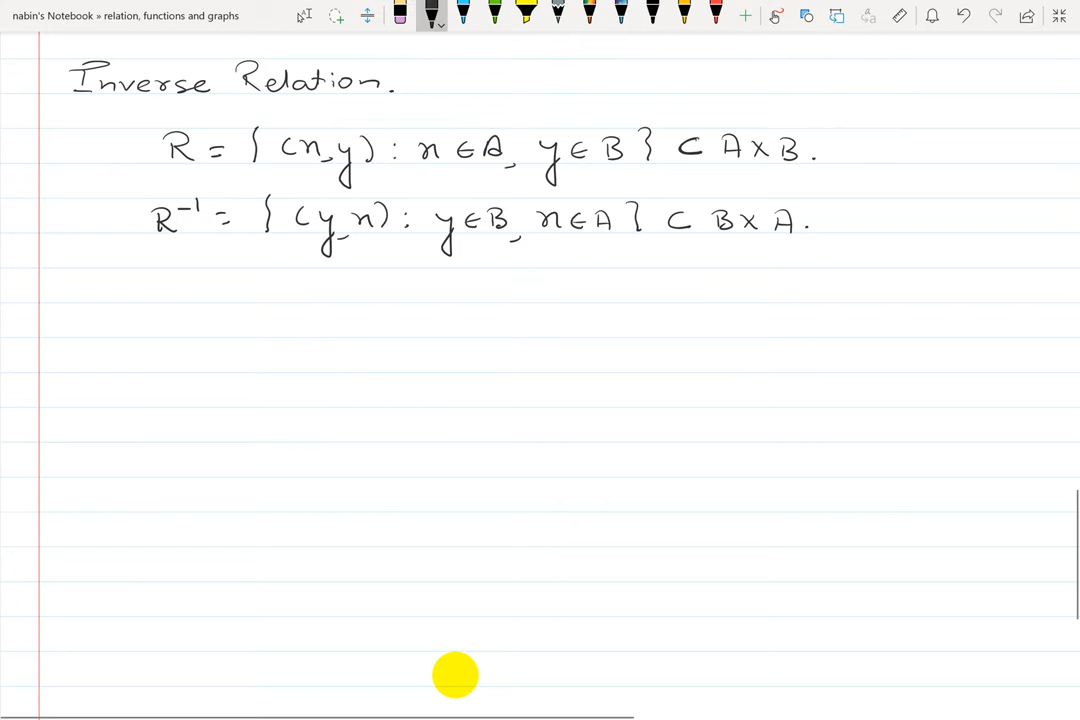 nabin's Notebook » relation, functions and graphs
Inverse Relation.
R = { (x, y) : x ∈ A, y ∈ B } ⊂ A × B.
R⁻¹ = { (y, x) : y ∈ B, x ∈ A } ⊂ B × A.